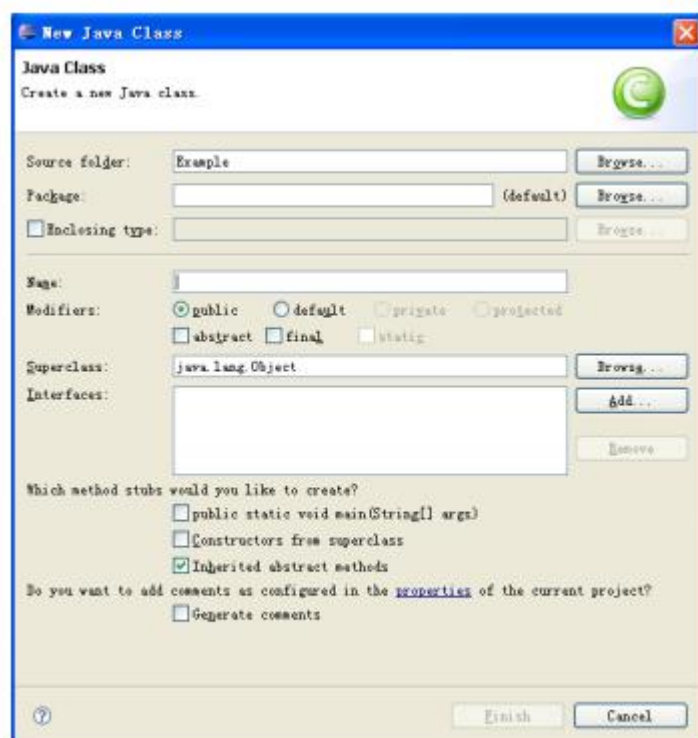 New Java Class
Java Class
Create a new Java class.
Source folder: Example Browse...
Package: (default) Browse...
Enclosing type: Browse...
Name:
Modifiers: public default private protected
abstract final static
Superclass: java.lang.Object Browse...
Interfaces: Add...
Remove
Which method stubs would you like to create?
public static void main(String[] args)
Constructors from superclass
Inherited abstract methods
Do you want to add comments as configured in the properties of the current project?
Generate comments
Finish Cancel